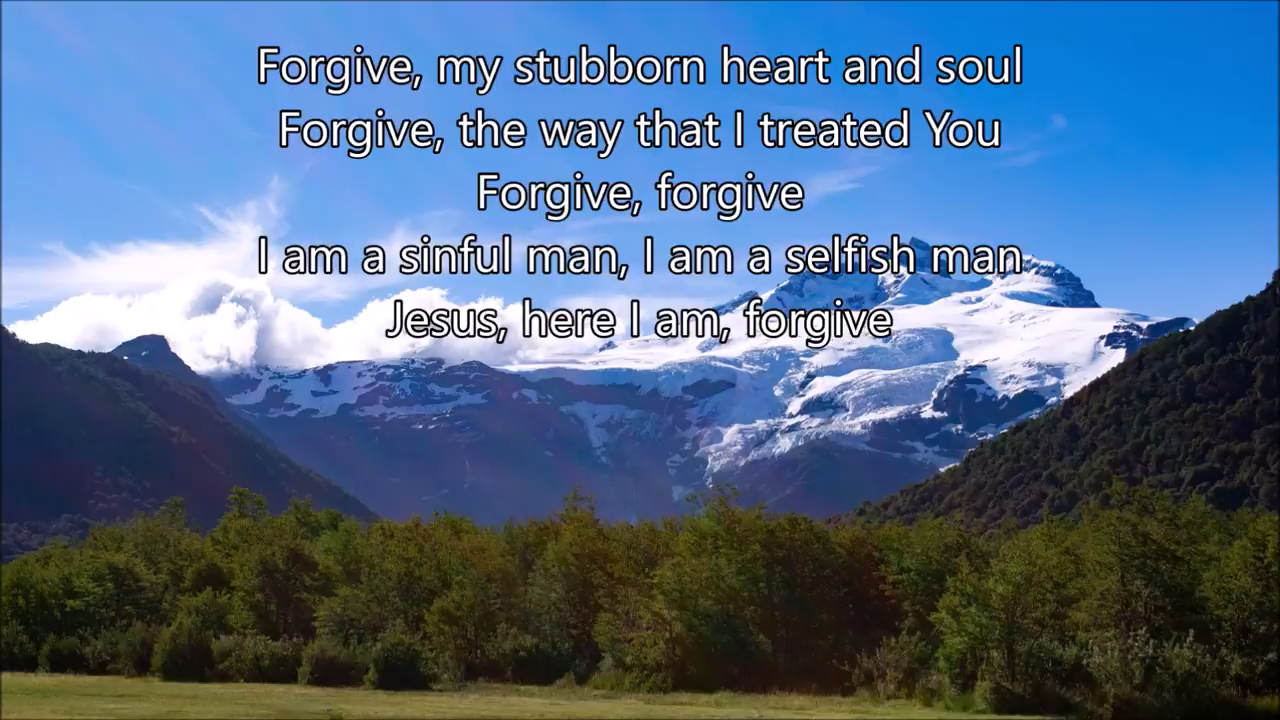 Forgive, my stubborn heart and soul
Forgive, the way that I treated You
Forgive, forgive
I am a sinful man, I am a selfish man
Jesus, here I am, forgive